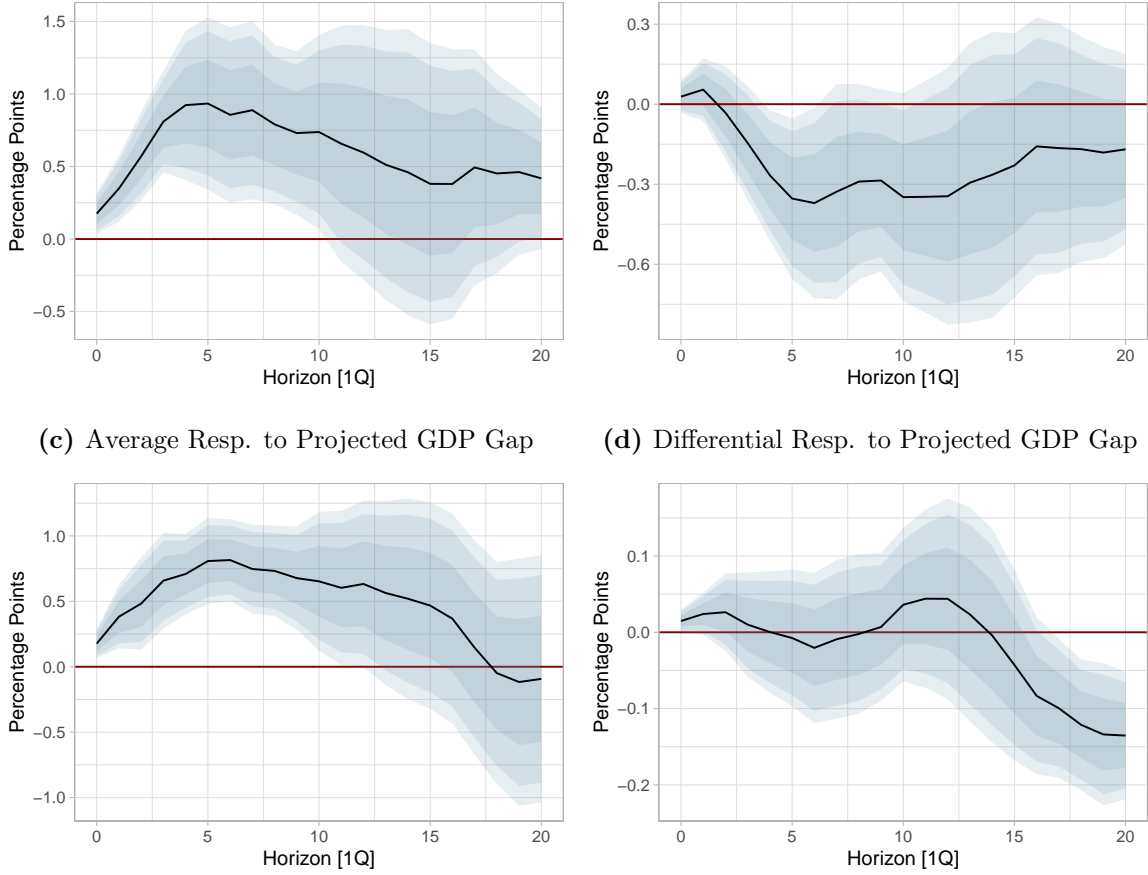 1.5
1.0
0.5
0.0
−0.5
Percentage Points
0 5 10 15 20
Horizon [1Q]
0.3
0.0
−0.3
−0.6
Percentage Points
0 5 10 15 20
Horizon [1Q]
(c) Average Resp. to Projected GDP Gap
(d) Differential Resp. to Projected GDP Gap
1.0
0.5
0.0
−0.5
−1.0
Percentage Points
0 5 10 15 20
Horizon [1Q]
0.1
0.0
−0.1
−0.2
Percentage Points
0 5 10 15 20
Horizon [1Q]